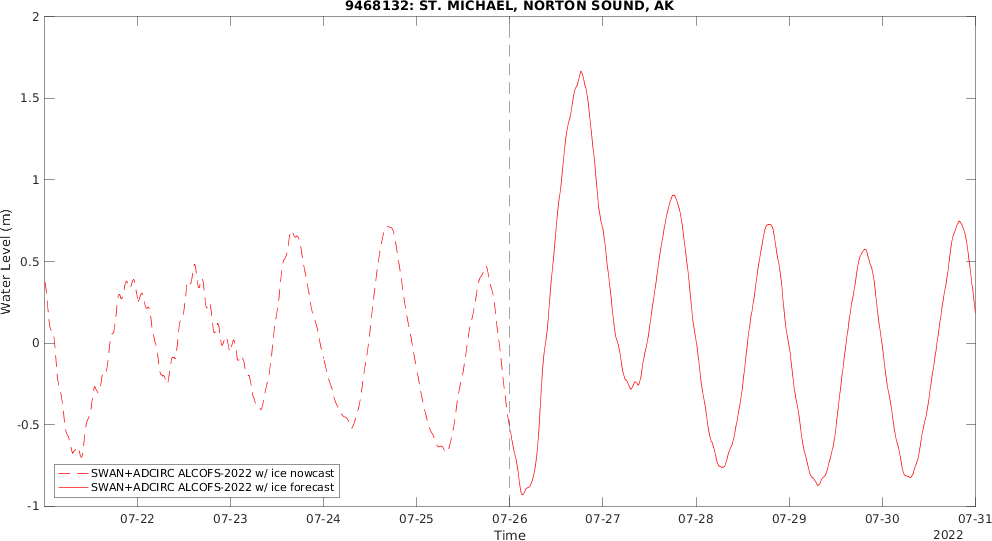 9468132: ST. MICHAEL, NORTON SOUND, AK
2
1.5
1
0.5
0
-0.5
-1
Water Level (m)
SWAN+ADCIRC ALCOFS-2022 w/ ice nowcast
SWAN+ADCIRC ALCOFS-2022 w/ ice forecast
07-22 07-23 07-24 07-25 07-26 07-27 07-28 07-29 07-30 07-31
Time
2022